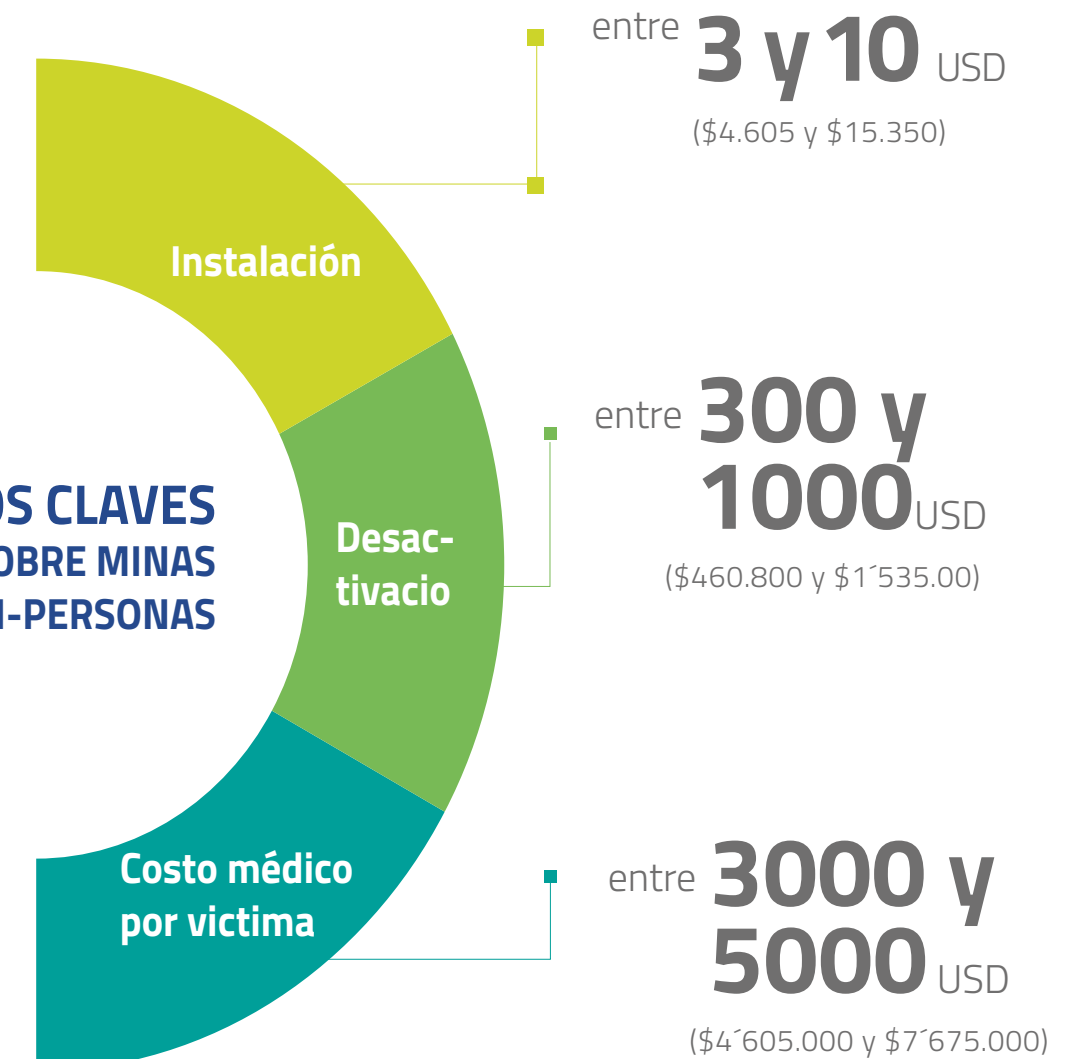 entre 3 y 10 USD
($4.605 y $15.350)
Instalación
entre 300 y
1000 USD
($460.800 y $1´535.00)
OS CLAVES
OBRE MINAS
I-PERSONAS
Desac-
tivacio
Costo médico
por victima
entre 3000 y
5000 USD
($4´605.000 y $7´675.000)